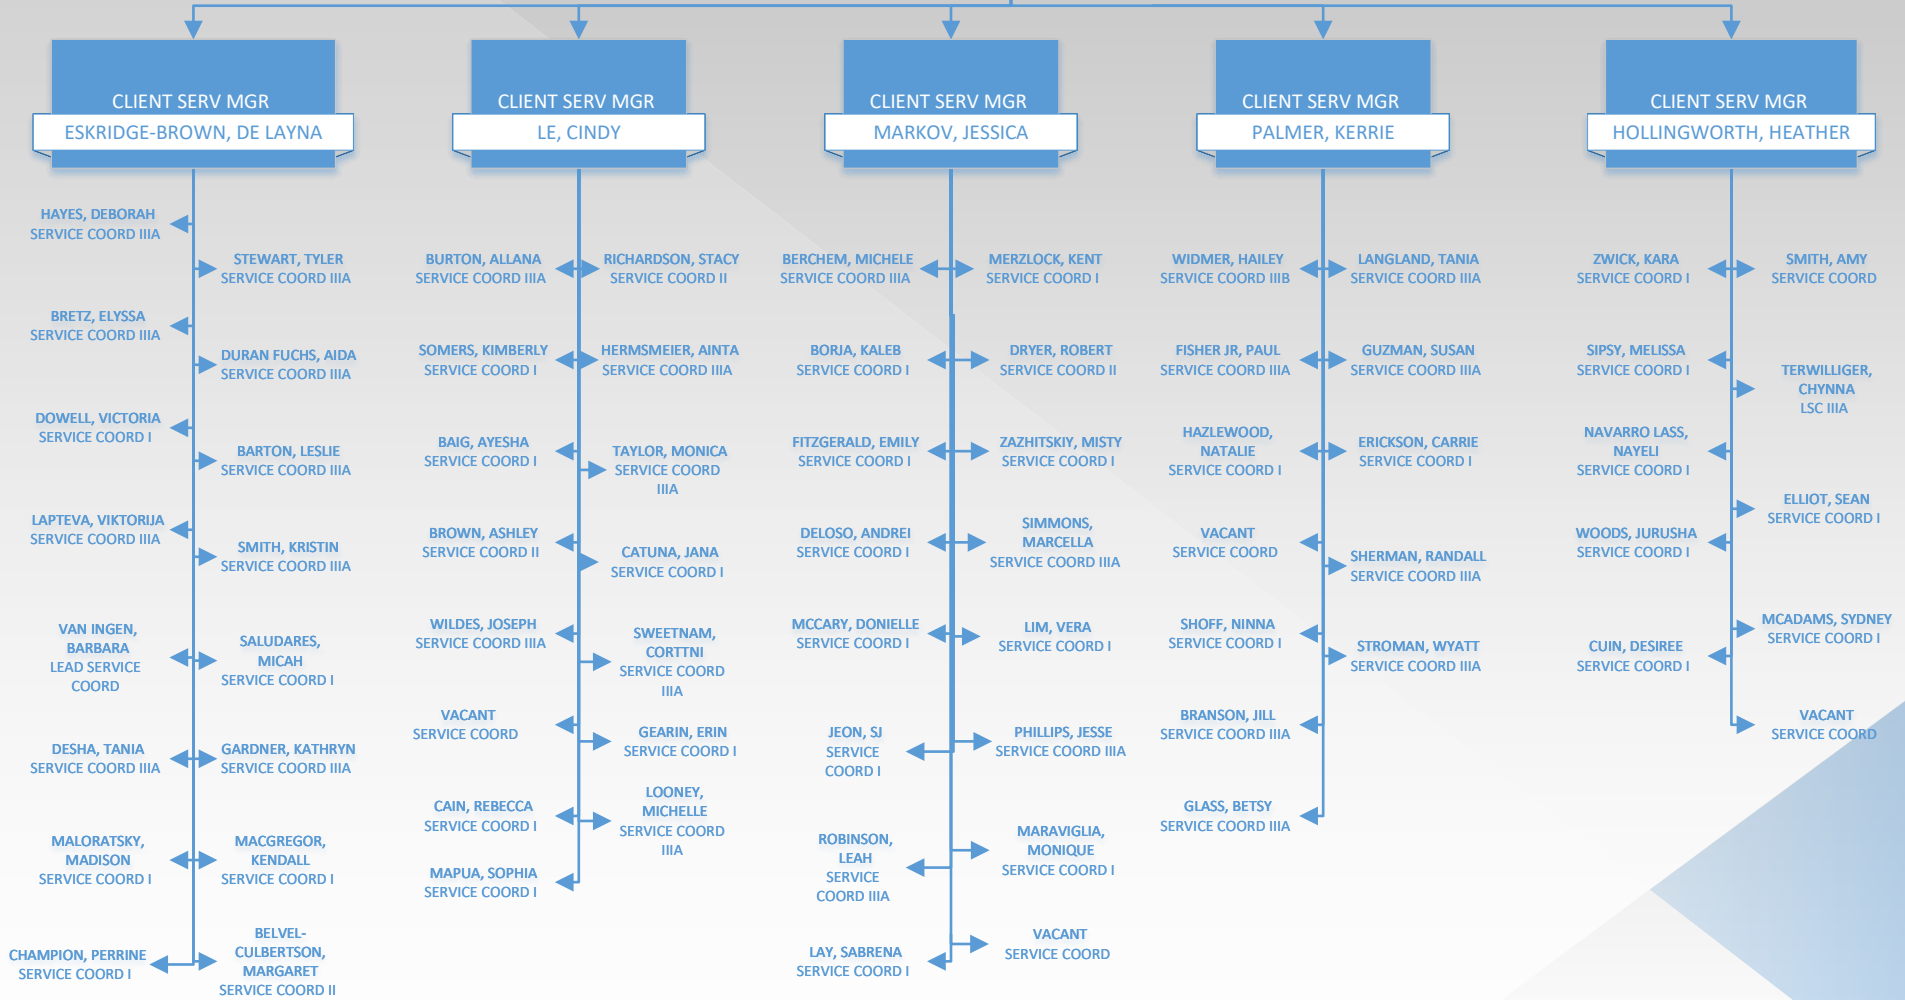 CLIENT SERV MGR
ESKRIDGE-BROWN, DE LAYNA
HAYES, DEBORAH
SERVICE COORD IIIA
STEWART, TYLER
SERVICE COORD IIIA
BRETZ, ELYSSA
SERVICE COORD IIIA
DURAN FUCHS, AIDA
SERVICE COORD IIIA
DOWELL, VICTORIA
SERVICE COORD I
BARTON, LESLIE
SERVICE COORD IIIA
LAPTEVA, VIKTORIJA
SERVICE COORD IIIA
SMITH, KRISTIN
SERVICE COORD IIIA
VAN INGEN,
BARBARA
LEAD SERVICE
COORD
SALUDARES,
MICAH
SERVICE COORD I
DESHA, TANIA
SERVICE COORD IIIA
GARDNER, KATHRYN
SERVICE COORD IIIA
MALORATSKY,
MADISON
SERVICE COORD I
MACGREGOR,
KENDALL
SERVICE COORD I
CHAMPION, PERRINE
SERVICE COORD I
BELVEL-
CULBERTSON,
MARGARET
SERVICE COORD II
CLIENT SERV MGR
LE, CINDY
BURTON, ALLANA
SERVICE COORD IIIA
RICHARDSON, STACY
SERVICE COORD II
SOMERS, KIMBERLY
SERVICE COORD I
HERMSMEIER, AINTA
SERVICE COORD IIIA
BAIG, AYESHA
SERVICE COORD I
TAYLOR, MONICA
SERVICE COORD
IIIA
BROWN, ASHLEY
SERVICE COORD II
CATUNA, JANA
SERVICE COORD I
WILDES, JOSEPH
SERVICE COORD IIIA
SWEETNAM,
CORTTNI
SERVICE COORD
IIIA
VACANT
SERVICE COORD
GEARIN, ERIN
SERVICE COORD I
CAIN, REBECCA
SERVICE COORD I
LOONEY,
MICHELLE
SERVICE COORD
IIIA
MAPUA, SOPHIA
SERVICE COORD I
CLIENT SERV MGR
MARKOV, JESSICA
BERCHEM, MICHELE
SERVICE COORD IIIA
MERZLOCK, KENT
SERVICE COORD I
BORJA, KALEB
SERVICE COORD I
DRYER, ROBERT
SERVICE COORD II
FITZGERALD, EMILY
SERVICE COORD I
ZAZHITSKIY, MISTY
SERVICE COORD I
DELOSO, ANDREI
SERVICE COORD I
SIMMONS,
MARCELLA
SERVICE COORD IIIA
MCCARY, DONIELLE
SERVICE COORD I
LIM, VERA
SERVICE COORD I
JEON, SJ
SERVICE
COORD I
PHILLIPS, JESSE
SERVICE COORD IIIA
ROBINSON,
LEAH
SERVICE
COORD IIIA
MARAVIGLIA,
MONIQUE
SERVICE COORD I
LAY, SABRENA
SERVICE COORD I
VACANT
SERVICE COORD
CLIENT SERV MGR
PALMER, KERRIE
WIDMER, HAILEY
SERVICE COORD IIIB
LANGLAND, TANIA
SERVICE COORD IIIA
FISHER JR, PAUL
SERVICE COORD IIIA
GUZMAN, SUSAN
SERVICE COORD IIIA
HAZLEWOOD,
NATALIE
SERVICE COORD I
ERICKSON, CARRIE
SERVICE COORD I
VACANT
SERVICE COORD
SHERMAN, RANDALL
SERVICE COORD IIIA
SHOFF, NINNA
SERVICE COORD I
STROMAN, WYATT
SERVICE COORD IIIA
BRANSON, JILL
SERVICE COORD IIIA
GLASS, BETSY
SERVICE COORD IIIA
CLIENT SERV MGR
HOLLINGWORTH, HEATHER
ZWICK, KARA
SERVICE COORD I
SMITH, AMY
SERVICE COORD
SIPSY, MELISSA
SERVICE COORD I
TERWILLIGER,
CHYNNA
LSC IIIA
NAVARRO LASS,
NAYELI
SERVICE COORD I
ELLIOT, SEAN
SERVICE COORD I
WOODS, JURUSHA
SERVICE COORD I
MCADAMS, SYDNEY
SERVICE COORD I
CUIN, DESIREE
SERVICE COORD I
VACANT
SERVICE COORD